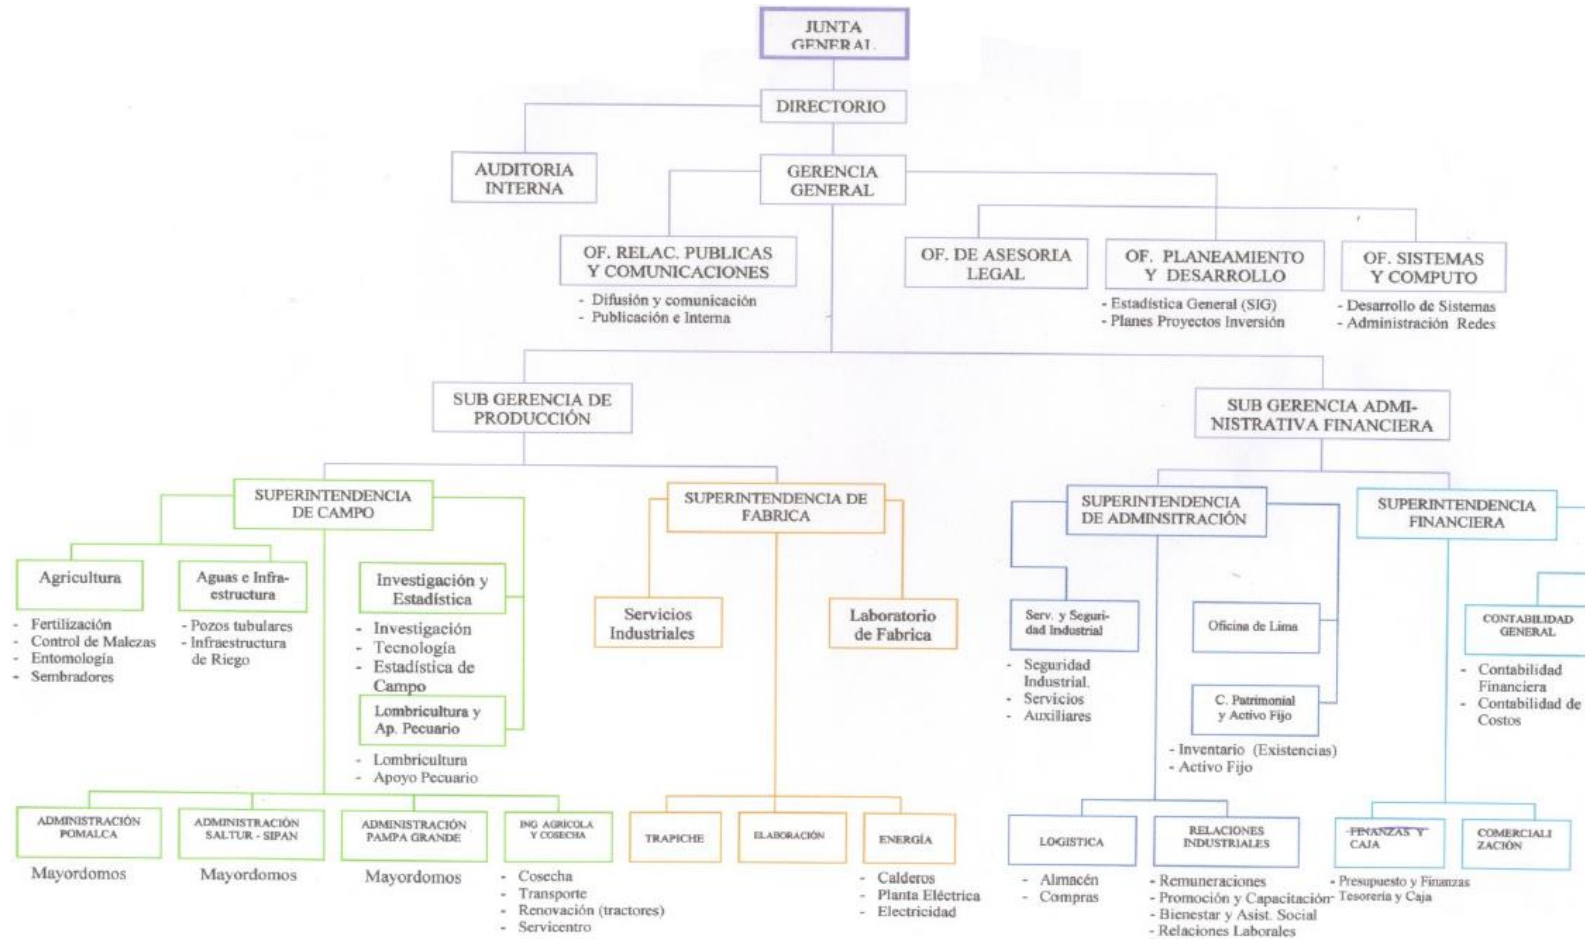 JUNTA
GENERAL
DIRECTORIO
AUDITORIA
INTERNA
GERENCIA
GENERAL
OF. RELAC. PUBLICAS
Y COMUNICACIONES
- Difusión y comunicación
- Publicación e Interna
OF. DE ASESORIA
LEGAL
OF. PLANEAMIENTO
Y DESARROLLO
- Estadística General (SIG)
- Planes Proyectos Inversión
OF. SISTEMAS
Y COMPUTO
- Desarrollo de Sistemas
- Administración Redes
SUB GERENCIA DE
PRODUCCIÓN
SUB GERENCIA ADMI-
NISTRATIVA FINANCIERA
SUPERINTENDENCIA
DE CAMPO
SUPERINTENDENCIA DE
FABRICA
SUPERINTENDENCIA
DE ADMINSITRACIÓN
SUPERINTENDENCIA
FINANCIERA
Agricultura
- Fertilización
- Control de Malezas
- Entomología
- Sembradores
Aguas e Infra-
estructura
- Pozos tubulares
- Infraestructura
de Riego
Investigación y
Estadística
- Investigación
- Tecnología
- Estadística de
Campo
Lombricultura y
Ap. Pecuario
- Lombricultura
- Apoyo Pecuario
Servicios
Industriales
Laboratorio
de Fabrica
Serv. y Seguri-
dad Industrial
- Seguridad
Industrial.
- Servicios
- Auxiliares
Oficina de Lima
C. Patrimonial
y Activo Fijo
- Inventario (Existencias)
- Activo Fijo
CONTABILIDAD
GENERAL
- Contabilidad
Financiera
- Contabilidad de
Costos
ADMINISTRACIÓN
POMALCA
Mayordomos
ADMINISTRACIÓN
SALTUR - SIPAN
Mayordomos
ADMINISTRACIÓN
PAMPA GRANDE
Mayordomos
ING AGRÍCOLA
Y COSECHA
- Cosecha
- Transporte
- Renovación (tractores)
- Servicentro
TRAPICHE
ELABORACIÓN
ENERGÍA
- Calderos
- Planta Eléctrica
- Electricidad
LOGISTICA
- Almacén
- Compras
RELACIONES
INDUSTRIALES
- Remuneraciones
- Promoción y Capacitación
- Bienestar y Asist. Social
- Relaciones Laborales
FINANZAS Y
CAJA
- Presupuesto y Finanzas
Tesorería y Caja
COMERCIALI
ZACIÓN